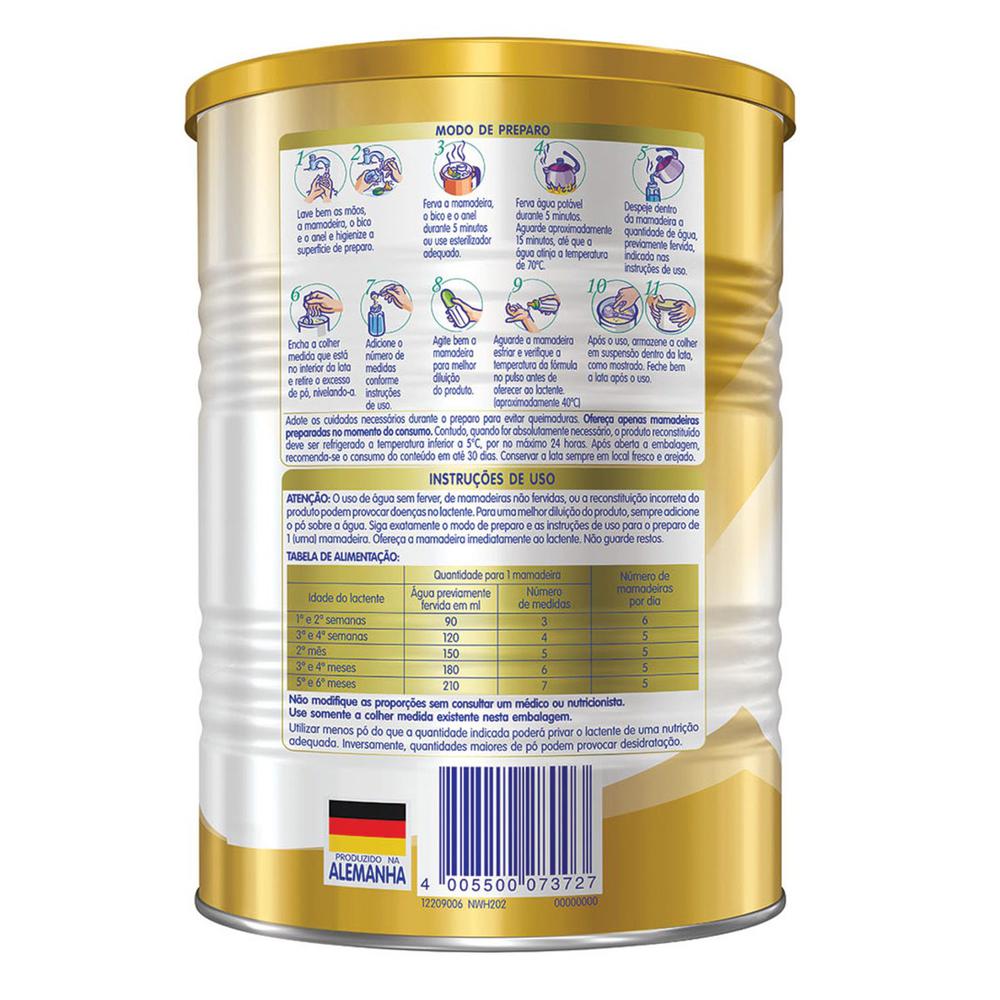 MODO DE PREPARO
1 2 3 4 5
Lave bem as mãos,
a mamadeira, o bico
e o anel e higienize a
superfície de preparo.
Ferva a mamadeira,
o bico e o anel
durante 5 minutos
ou use esterilizador
adequado.
Ferva água potável
durante 5 minutos.
Aguarde aproximadamente
15 minutos, até que a
água atinja a temperatura
de 70°C.
Despeje dentro
da mamadeira a
quantidade de água,
previamente fervida,
indicada nas
instruções de uso.
6 7 8 9 10 11
Encha a colher
medida que está
no interior da lata
e retire o excesso
de pó, nivelando-a.
Adicione o
número de
medidas
conforme
instruções
de uso.
Agite bem a
mamadeira
para melhor
diluição
do produto.
Aguarde a mamadeira
esfriar e verifique a
temperatura da fórmula
no pulso antes de
oferecer ao lactente.
(aproximadamente 40°C)
Após o uso, armazene a colher
em suspensão dentro da lata,
como mostrado. Feche bem
a lata após o uso.
Adote os cuidados necessários durante o preparo para evitar queimaduras. Ofereça apenas mamadeiras
preparadas no momento do consumo. Contudo, quando for absolutamente necessário, o produto reconstituído
deve ser refrigerado a temperatura inferior a 5°C, por no máximo 24 horas. Após aberta a embalagem,
recomenda-se o consumo do conteúdo em até 30 dias. Conservar a lata sempre em local fresco e arejado.
INSTRUÇÕES DE USO
ATENÇÃO: O uso de água sem ferver, de mamadeiras não fervidas, ou a reconstituição incorreta do
produto podem provocar doenças no lactente. Para uma melhor diluição do produto, sempre adicione
o pó sobre a água. Siga exatamente o modo de preparo e as instruções de uso para o preparo de
1 (uma) mamadeira. Ofereça a mamadeira imediatamente ao lactente. Não guarde restos.
TABELA DE ALIMENTAÇÃO:
Idade do lactente
Quantidade para 1 mamadeira
Água previamente
fervida em ml
Número
de medidas
Número de
mamadeiras
por dia
1ª e 2ª semanas 90 3 6
3ª e 4ª semanas 120 4 5
2º mês 150 5 5
3º e 4º meses 180 6 5
5º e 6º meses 210 7 5
Não modifique as proporções sem consultar um médico ou nutricionista.
Use somente a colher medida existente nesta embalagem.
Utilizar menos pó do que a quantidade indicada poderá privar o lactente de uma nutrição
adequada. Inversamente, quantidades maiores de pó podem provocar desidratação.
PRODUZIDO NA
ALEMANHA
4 005500 073727
12209006 NWH202 00000000